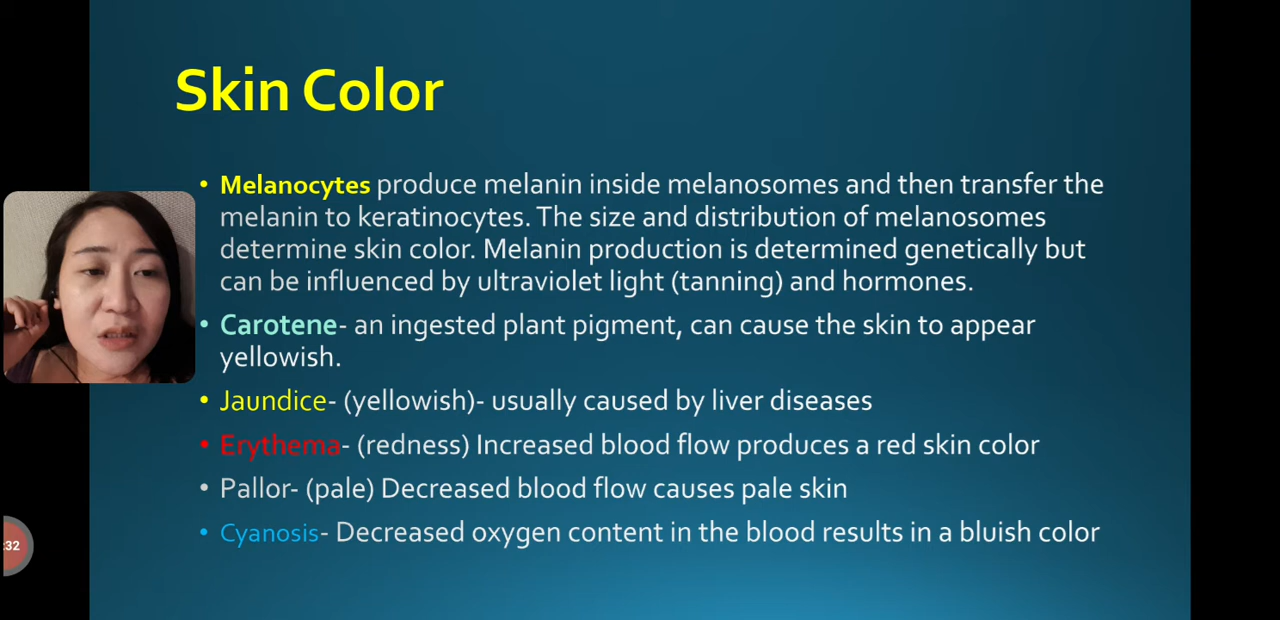 Skin Color
• Melanocytes produce melanin inside melanosomes and then transfer the
melanin to keratinocytes. The size and distribution of melanosomes
determine skin color. Melanin production is determined genetically but
can be influenced by ultraviolet light (tanning) and hormones.
• Carotene- an ingested plant pigment, can cause the skin to appear
yellowish.
• Jaundice- (yellowish)- usually caused by liver diseases
• Erythema- (redness) Increased blood flow produces a red skin color
• Pallor- (pale) Decreased blood flow causes pale skin
• Cyanosis- Decreased oxygen content in the blood results in a bluish color
:32